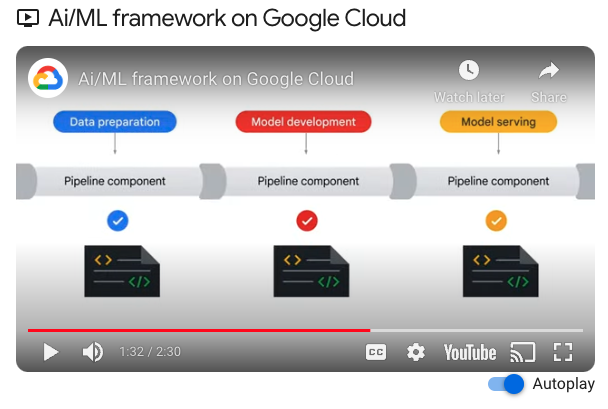 Ai/ML framework on Google Cloud
Ai/ML framework on Google Cloud
Watch later Share
Data preparation Model development Model serving
Pipeline component Pipeline component Pipeline component
<> <> <>
</> </> </>
1:32 / 2:30 CC YouTube
Autoplay